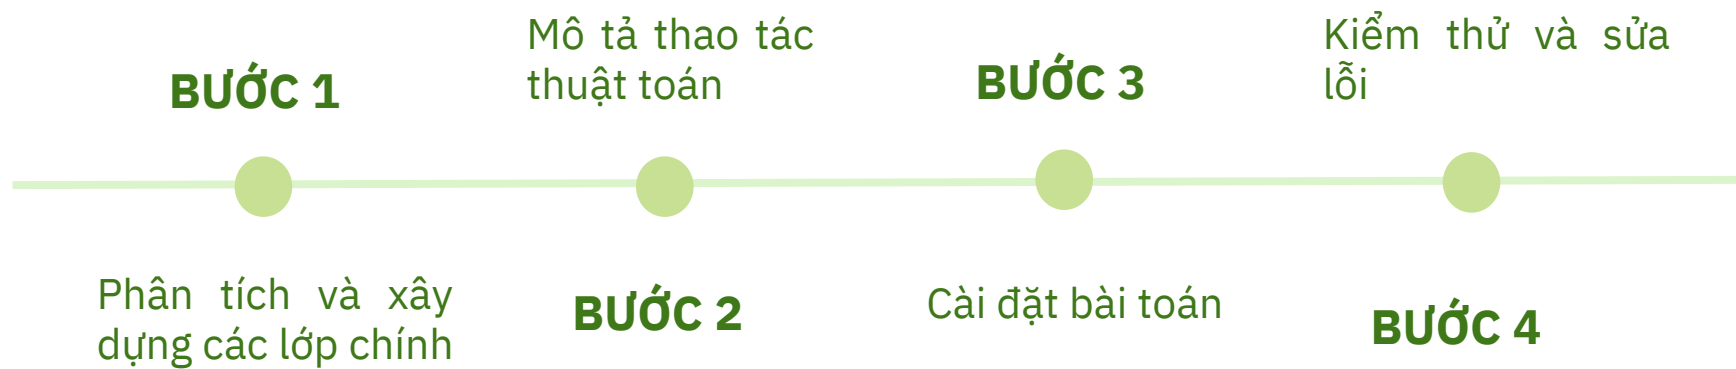 BƯỚC 1
Phân tích và xây
dựng các lớp chính
Mô tả thao tác
thuật toán
BƯỚC 2
BƯỚC 3
Cài đặt bài toán
Kiểm thử và sửa
lỗi
BƯỚC 4